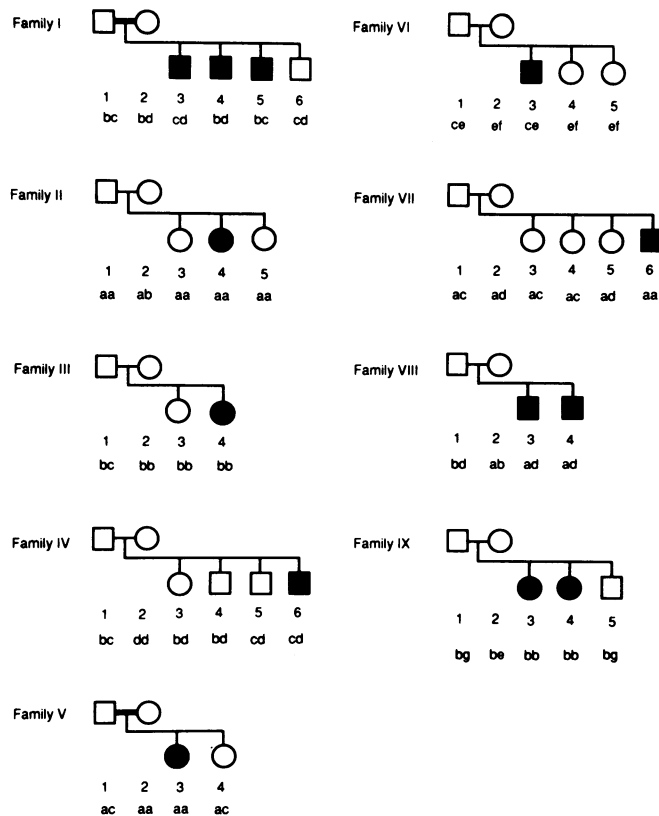 Family I
1 2 3 4 5 6
bc bd cd bd bc cd
Family II
1 2 3 4 5
aa ab aa aa aa
Family III
1 2 3 4
bc bb bb bb
Family IV
1 2 3 4 5 6
bc dd bd bd cd cd
Family V
1 2 3 4
ac aa aa ac
Family VI
1 2 3 4 5
ce ef ce ef ef
Family VII
1 2 3 4 5 6
ac ad ac ac ad aa
Family VIII
1 2 3 4
bd ab ad ad
Family IX
1 2 3 4 5
bg be bb bb bg